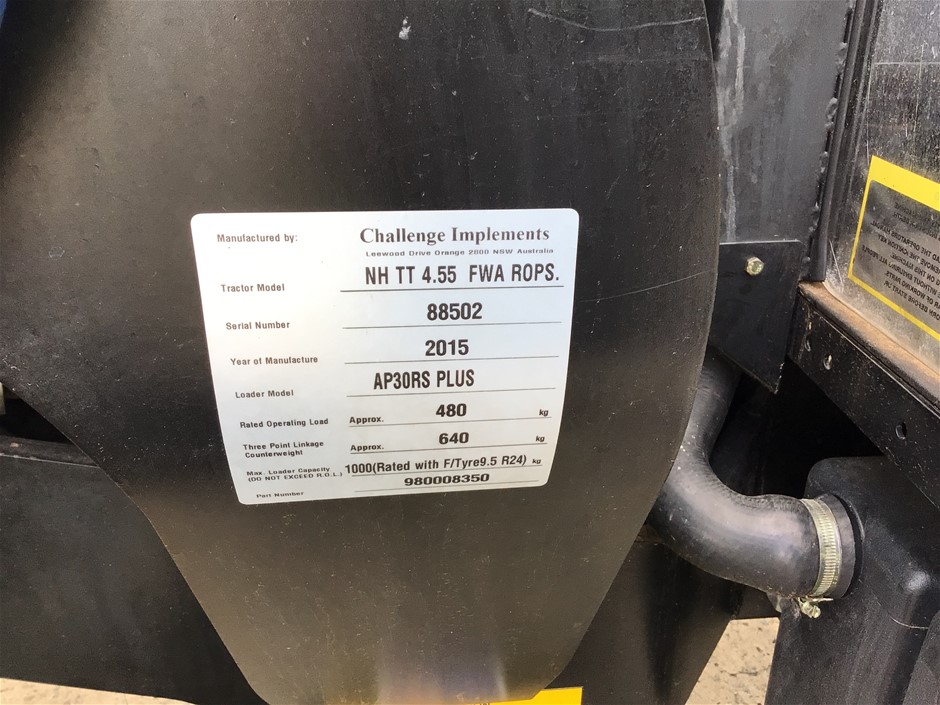 Manufactured by: Challenge Implements
Leewood Drive Orange 2800 NSW Australia
Tractor Model NH TT 4.55 FWA ROPS.
Serial Number 88502
Year of Manufacture 2015
Loader Model AP30RS PLUS
Rated Operating Load Approx. 480 kg
Three Point Linkage
Counterweight Approx. 640 kg
Max. Loader Capacity
(DO NOT EXCEED R.O.L.) 1000(Rated with F/Tyre9.5 R24) kg
Part Number 980008350